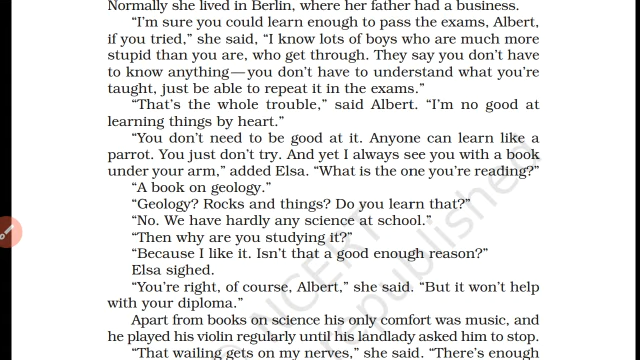 Normally she lived in Berlin, where her father had a business.
“I’m sure you could learn enough to pass the exams, Albert,
if you tried,” she said, “I know lots of boys who are much more
stupid than you are, who get through. They say you don’t have
to know anything—you don’t have to understand what you’re
taught, just be able to repeat it in the exams.”
“That’s the whole trouble,” said Albert. “I’m no good at
learning things by heart.”
“You don’t need to be good at it. Anyone can learn like a
parrot. You just don’t try. And yet I always see you with a book
under your arm,” added Elsa. “What is the one you’re reading?”
“A book on geology.”
“Geology? Rocks and things? Do you learn that?”
“No. We have hardly any science at school.”
“Then why are you studying it?”
“Because I like it. Isn’t that a good enough reason?”
Elsa sighed.
“You’re right, of course, Albert,” she said. “But it won’t help
with your diploma.”
Apart from books on science his only comfort was music, and
he played his violin regularly until his landlady asked him to stop.
“That wailing gets on my nerves,” she said. “There’s enough
© NCERT
republished